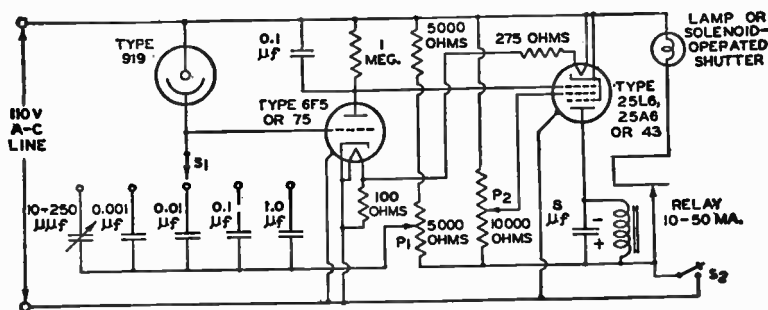 LAMP OR
SOLENOID-
OPERATED
SHUTTER
TYPE
919
0.1
μf
1
MEG.
5000
OHMS
275 OHMS
TYPE
25L6,
25A6
OR 43
TYPE 6F5
OR 75
110V
A-C
LINE
S1
10-250
μμf
0.001
μf
0.01
μf
0.1
μf
1.0
μf
100
OHMS
P1
5000
OHMS
P2
10000
OHMS
8
μf
-
+
RELAY
10-50 MA.
S2